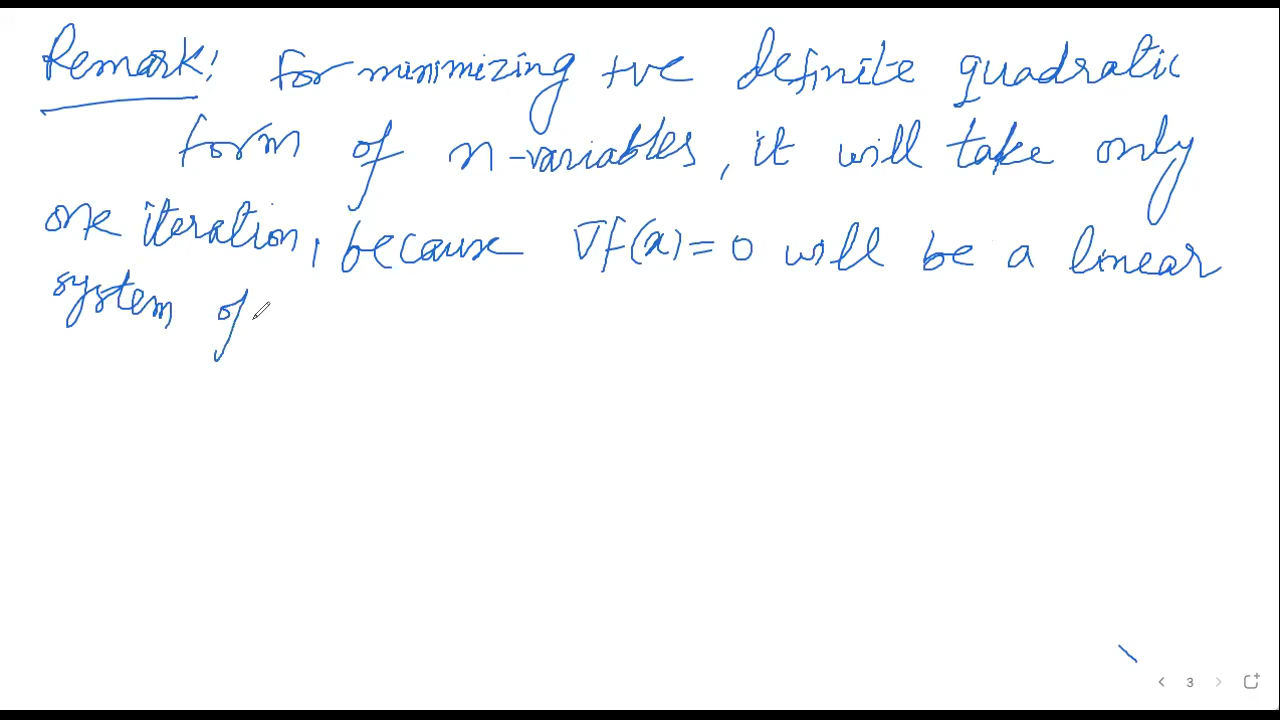 Remark: For minimizing +ve definite quadratic
form of n-variables, it will take only
one iteration, because ∇f(x)=0 will be a linear
system of
3